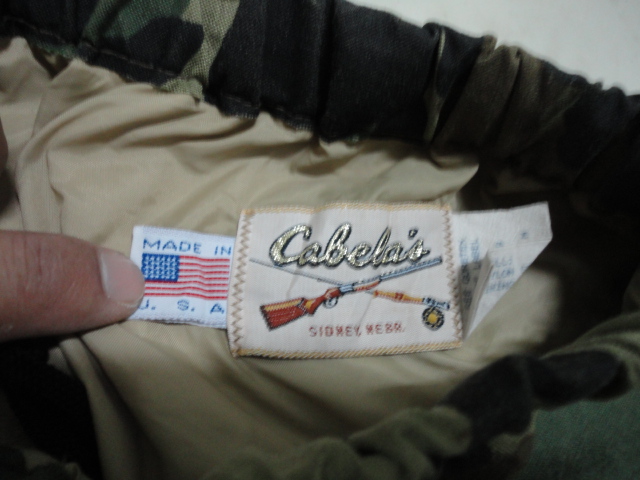 MADE IN
U. S. A
Cabela's
SIDNEY, NEBR.